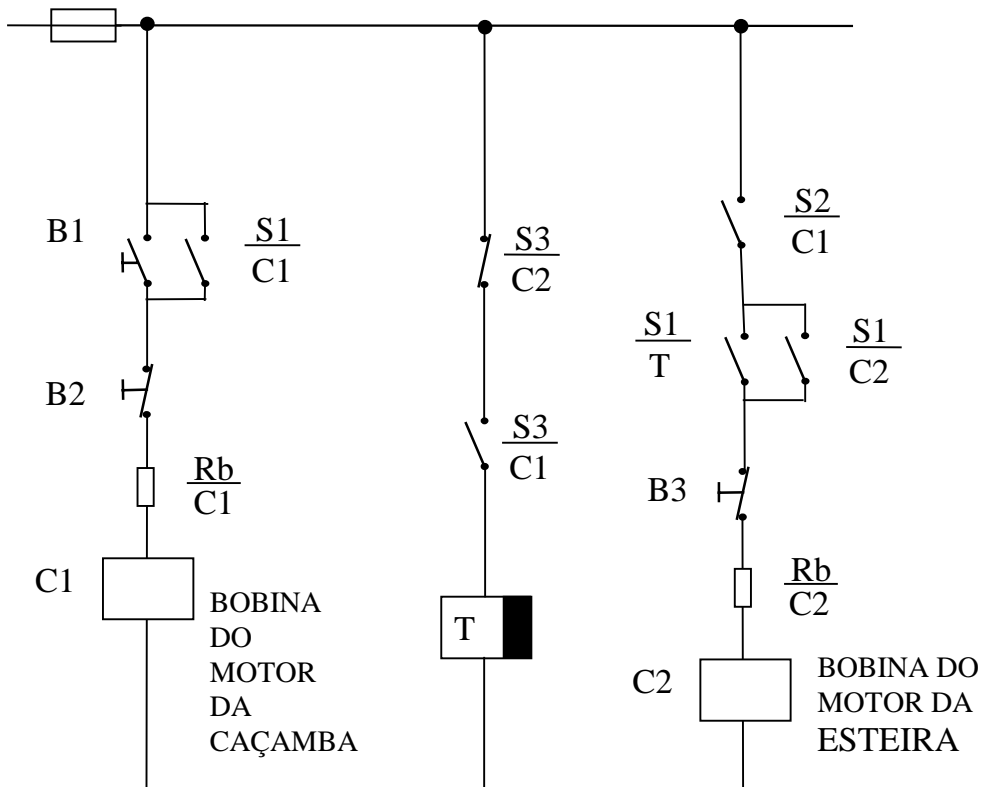 B1
S1
C1
B2
Rb
C1
C1
BOBINA
DO
MOTOR
DA
CAÇAMBA
S3
C2
S3
C1
T
S2
C1
S1
T
S1
C2
B3
Rb
C2
C2
BOBINA DO
MOTOR DA
ESTEIRA